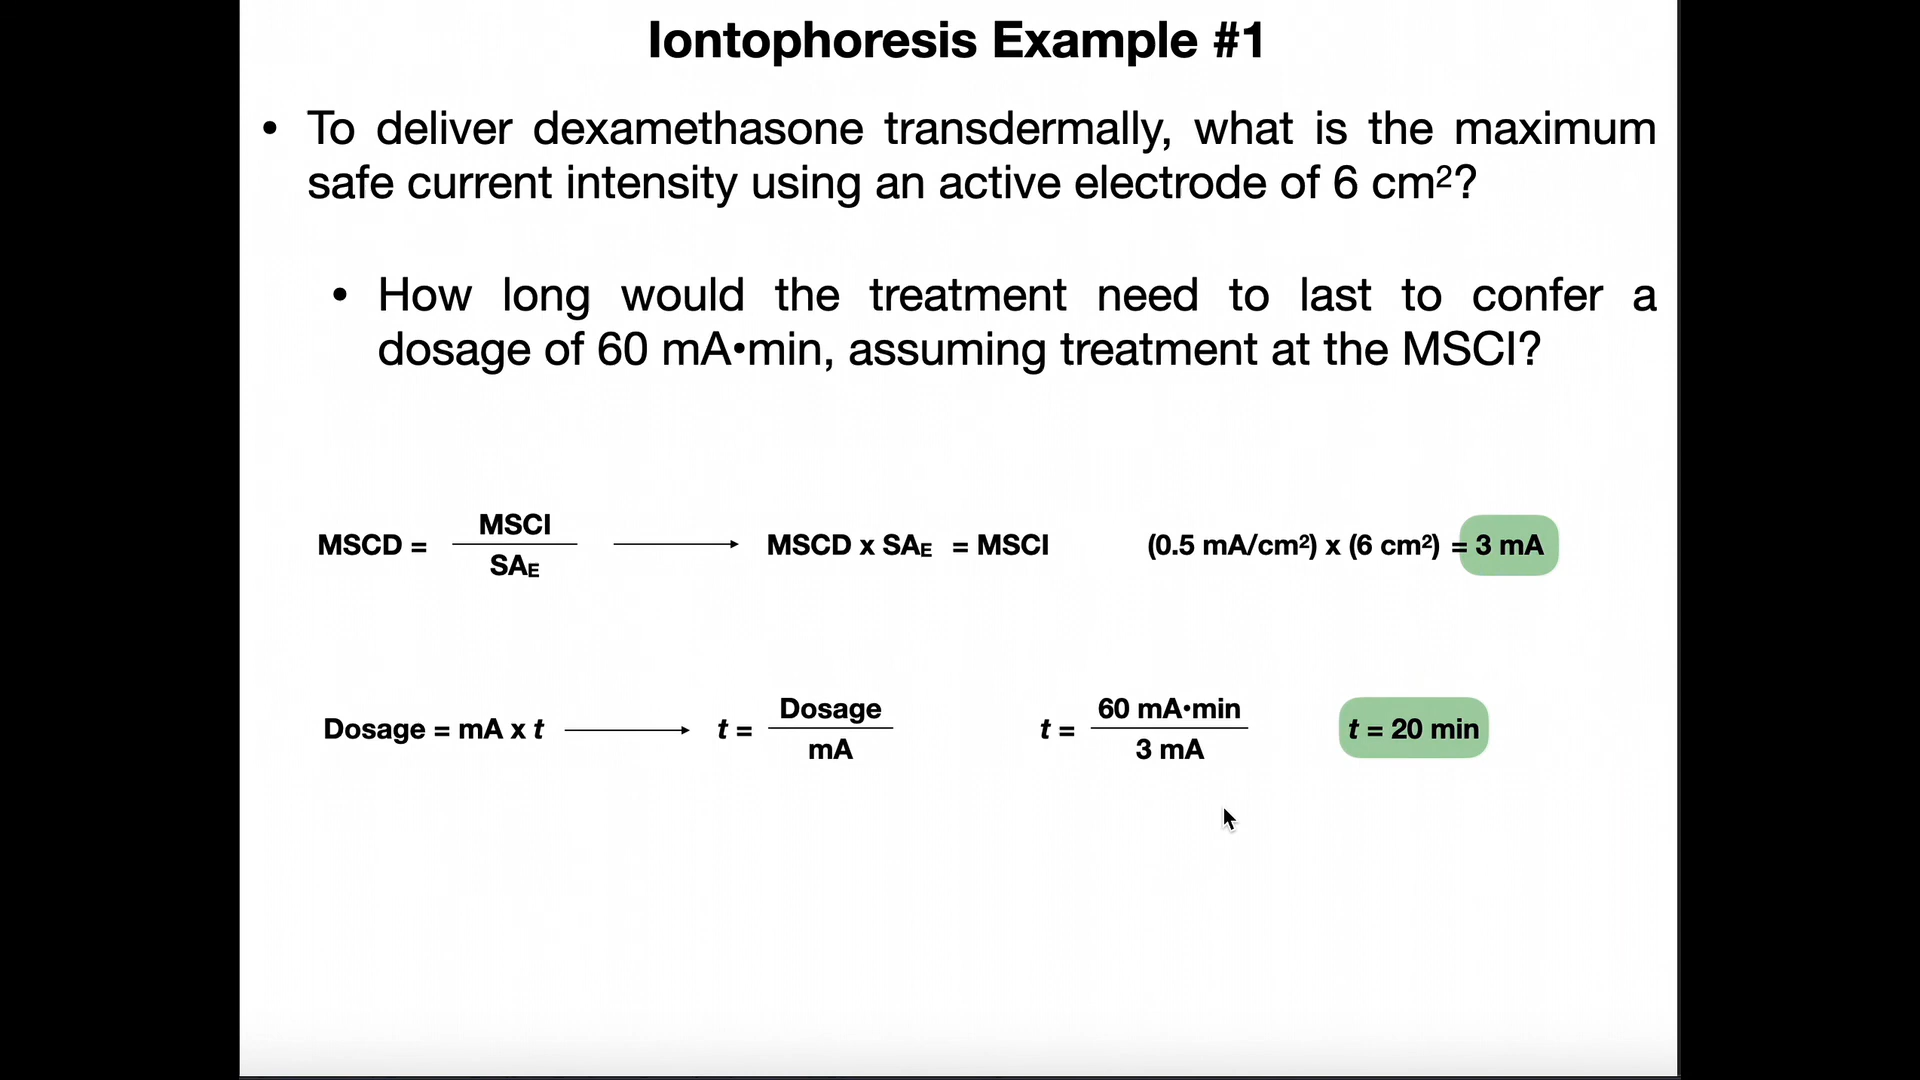 Iontophoresis Example #1
• To deliver dexamethasone transdermally, what is the maximum
safe current intensity using an active electrode of 6 cm²?
• How long would the treatment need to last to confer a
dosage of 60 mA•min, assuming treatment at the MSCI?
MSCD = MSCI
SAE
MSCD x SAE = MSCI
(0.5 mA/cm²) x (6 cm²) = 3 mA
Dosage = mA x t
t = Dosage
mA
t = 60 mA•min
3 mA
t = 20 min